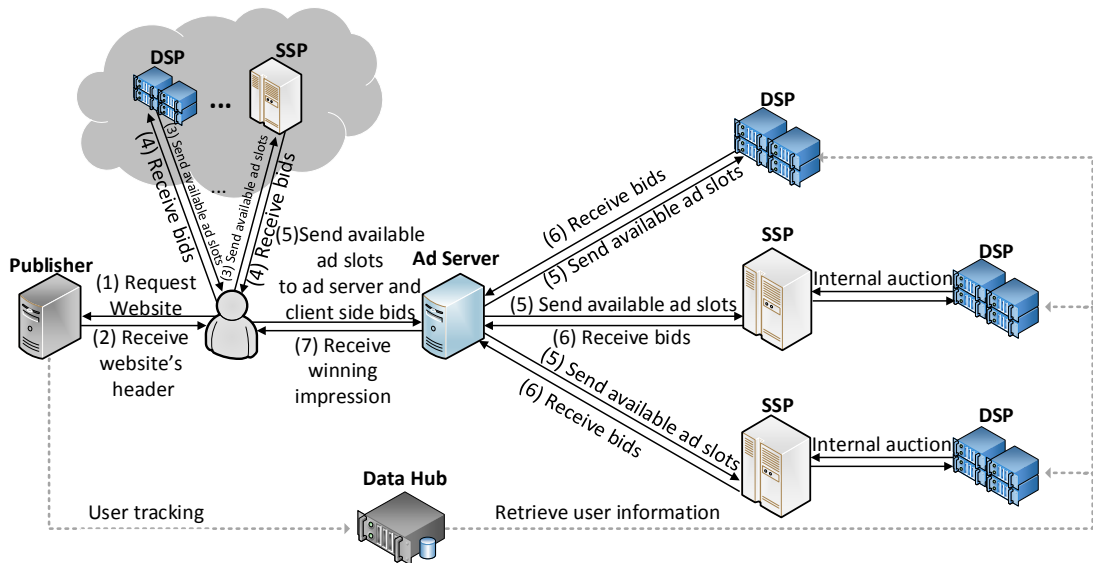 DSP
SSP
...
(3) Send available ad slots
(4) Receive bids
(3) Send available ad slots
(4) Receive bids
...
Publisher
(1) Request
Website
(2) Receive
website's
header
(5)Send available
ad slots
to ad server and
client side bids
(7) Receive
winning
impression
Ad Server
(6) Receive bids
(5) Send available ad slots
DSP
(5) Send available ad slots
(6) Receive bids
SSP
Internal auction
DSP
(5) Send available ad slots
(6) Receive bids
SSP
Internal auction
DSP
Data Hub
User tracking
Retrieve user information